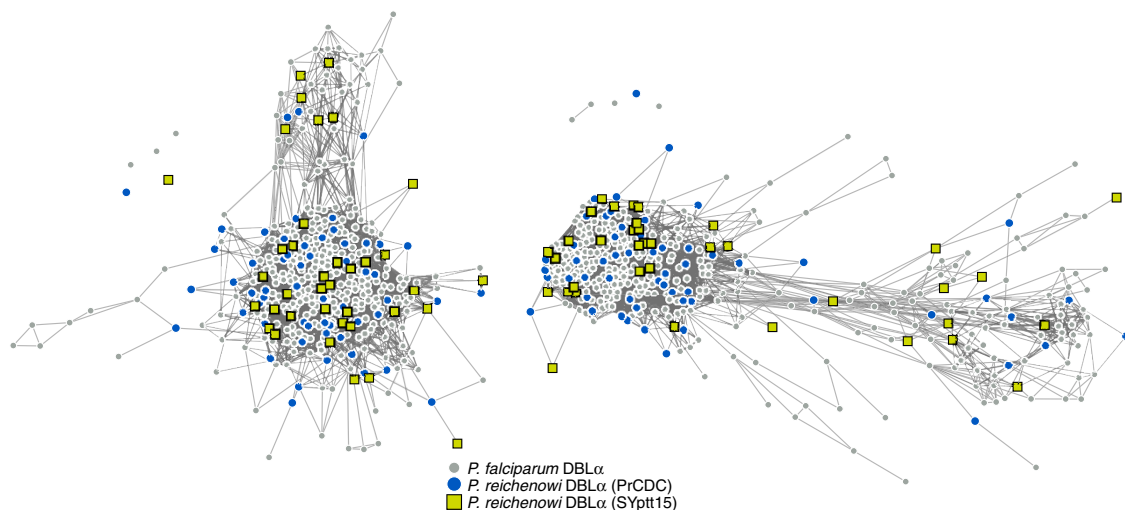 P. falciparum DBLα
P. reichenowi DBLα (PrCDC)
P. reichenowi DBLα (SYptt15)